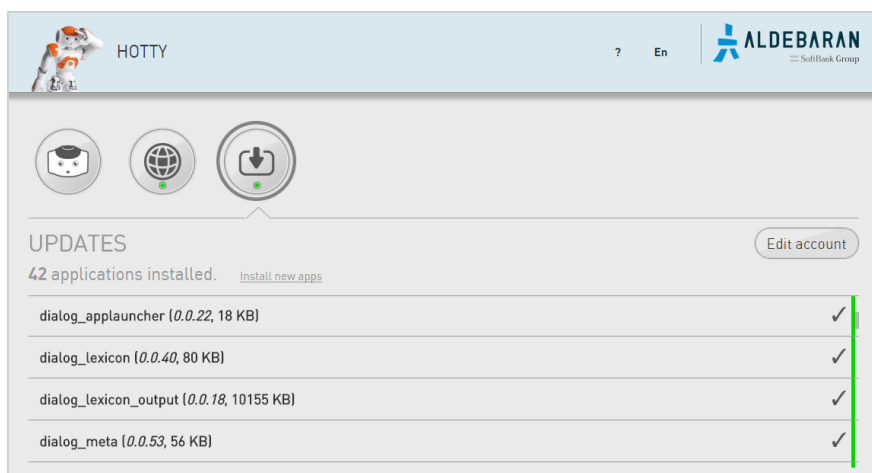 HOTTY
?
En
ALDEBARAN
SoftBank Group
UPDATES
Edit account
42 applications installed. Install new apps
dialog_applauncher (0.0.22, 18 KB)
dialog_lexicon (0.0.40, 80 KB)
dialog_lexicon_output (0.0.18, 10155 KB)
dialog_meta (0.0.53, 56 KB)